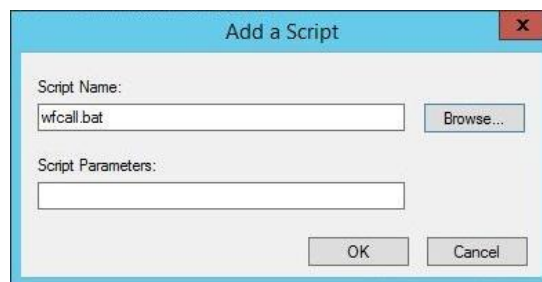 Add a Script
x
Script Name:
wfcall.bat
Browse...
Script Parameters:
OK
Cancel